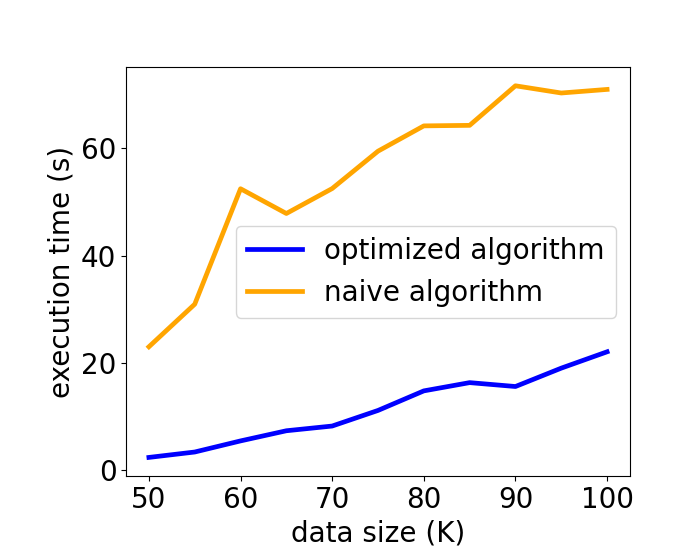 execution time (s)
60
40
20
0
optimized algorithm
naive algorithm
50 60 70 80 90 100
data size (K)